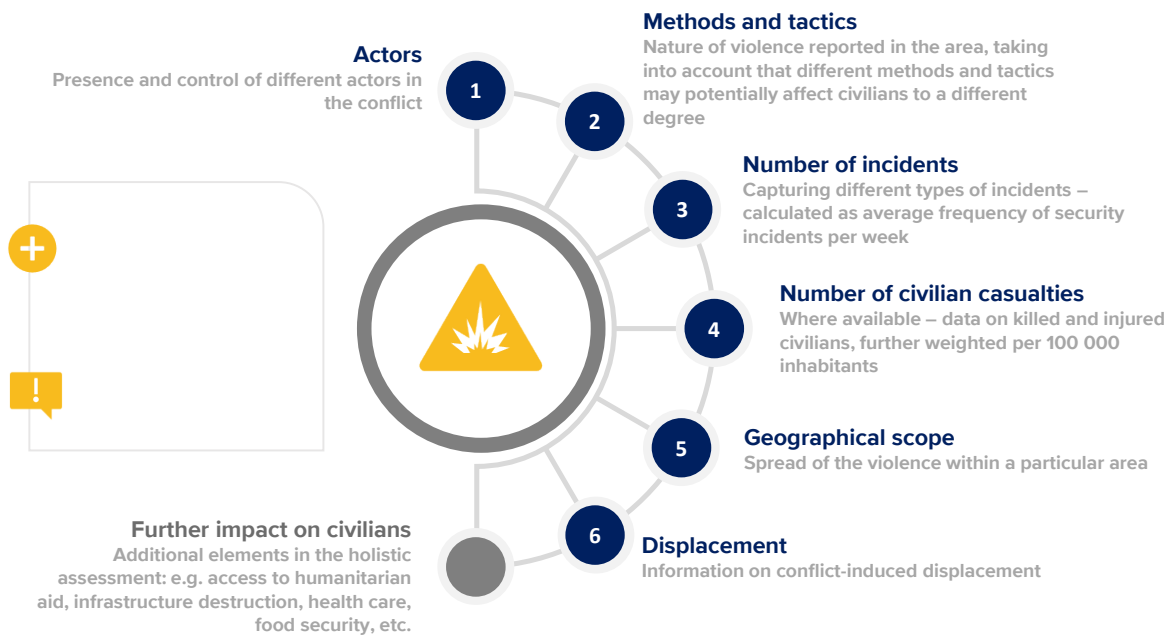 Actors
Presence and control of different actors in
the conflict
1
Methods and tactics
Nature of violence reported in the area, taking
into account that different methods and tactics
may potentially affect civilians to a different
degree
2
Number of incidents
Capturing different types of incidents –
calculated as average frequency of security
incidents per week
3
Number of civilian casualties
Where available – data on killed and injured
civilians, further weighted per 100 000
inhabitants
4
Geographical scope
Spread of the violence within a particular area
5
Displacement
Information on conflict-induced displacement
6
Further impact on civilians
Additional elements in the holistic
assessment: e.g. access to humanitarian
aid, infrastructure destruction, health care,
food security, etc.